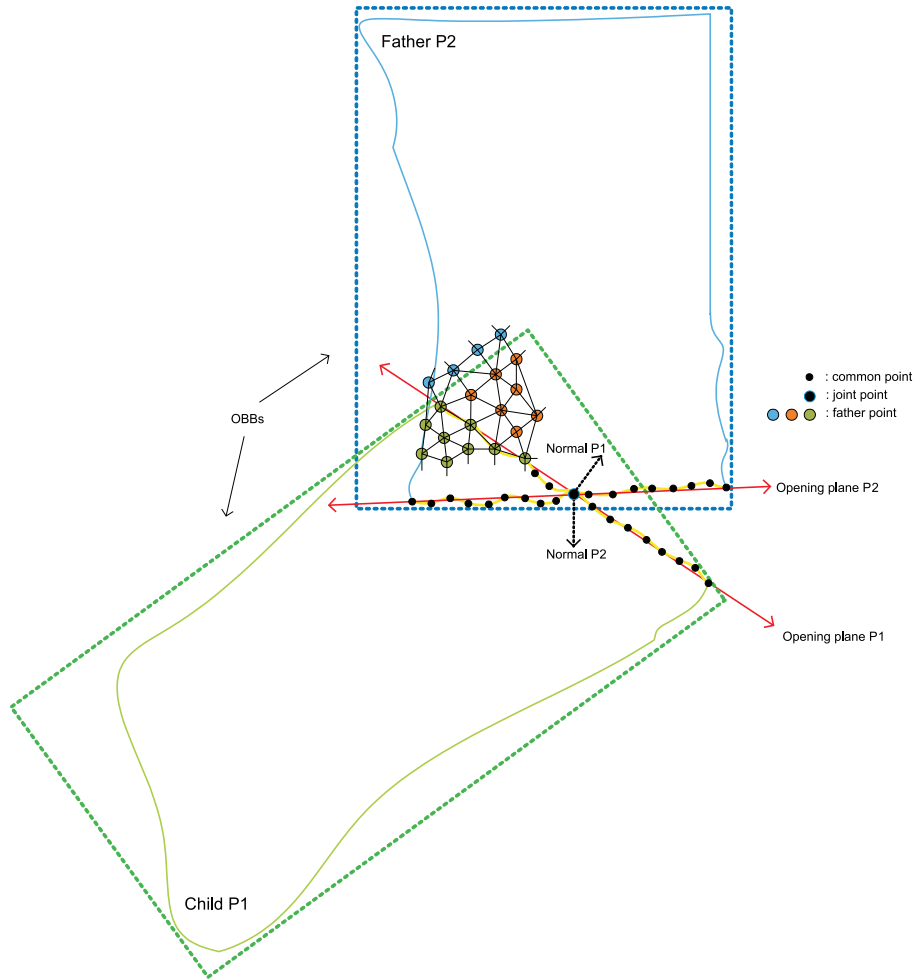 Father P2
: common point
: joint point
: father point
OBBs
Normal P1
Opening plane P2
Normal P2
Opening plane P1
Child P1